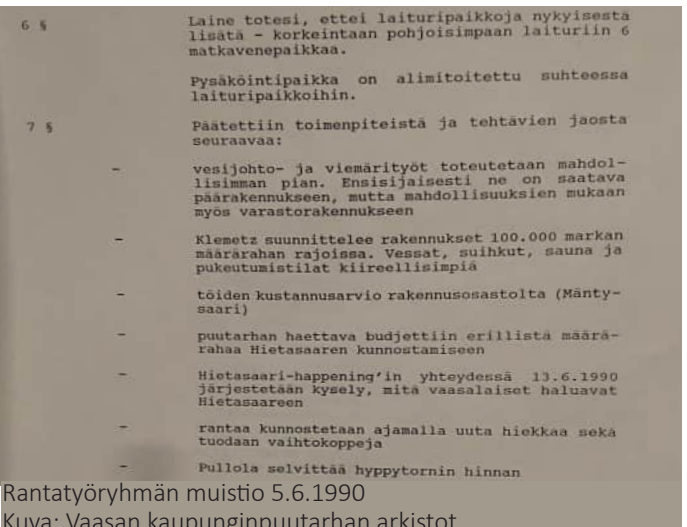 6 § Laine totesi, ettei laituripaikkoja nykyisestä
lisätä - korkeintaan pohjoisimpaan laituriin 6
matkavenepaikkaa.
Pysäköintipaikka on alimitoitettu suhteessa
laituripaikkoihin.
7 § Päätettiin toimenpiteistä ja tehtävien jaosta
seuraavaa:
- vesijohto- ja viemärityöt toteutetaan mahdol-
lisimman pian. Ensisijaisesti ne on saatava
päärakennukseen, mutta mahdollisuuksien mukaan
myös varastorakennukseen
- Klemetz suunnittelee rakennukset 100.000 markan
määrärahan rajoissa. Vessat, suihkut, sauna ja
pukeutumistilat kiireellisimpiä
- töiden kustannusarvio rakennusosastolta (Mänty-
saari)
- puutarhan haettava budjettiin erillistä määrä-
rahaa Hietasaaren kunnostamiseen
- Hietasaari-happening'in yhteydessä 13.6.1990
järjestetään kysely, mitä vaasalaiset haluavat
Hietasaareen
- rantaa kunnostetaan ajamalla uutta hiekkaa sekä
tuodaan vaihtokoppeja
- Pullola selvittää hyppytornin hinnan
Rantatyöryhmän muistio 5.6.1990
Kuva: Vaasan kaupunginpuutarhan arkistot